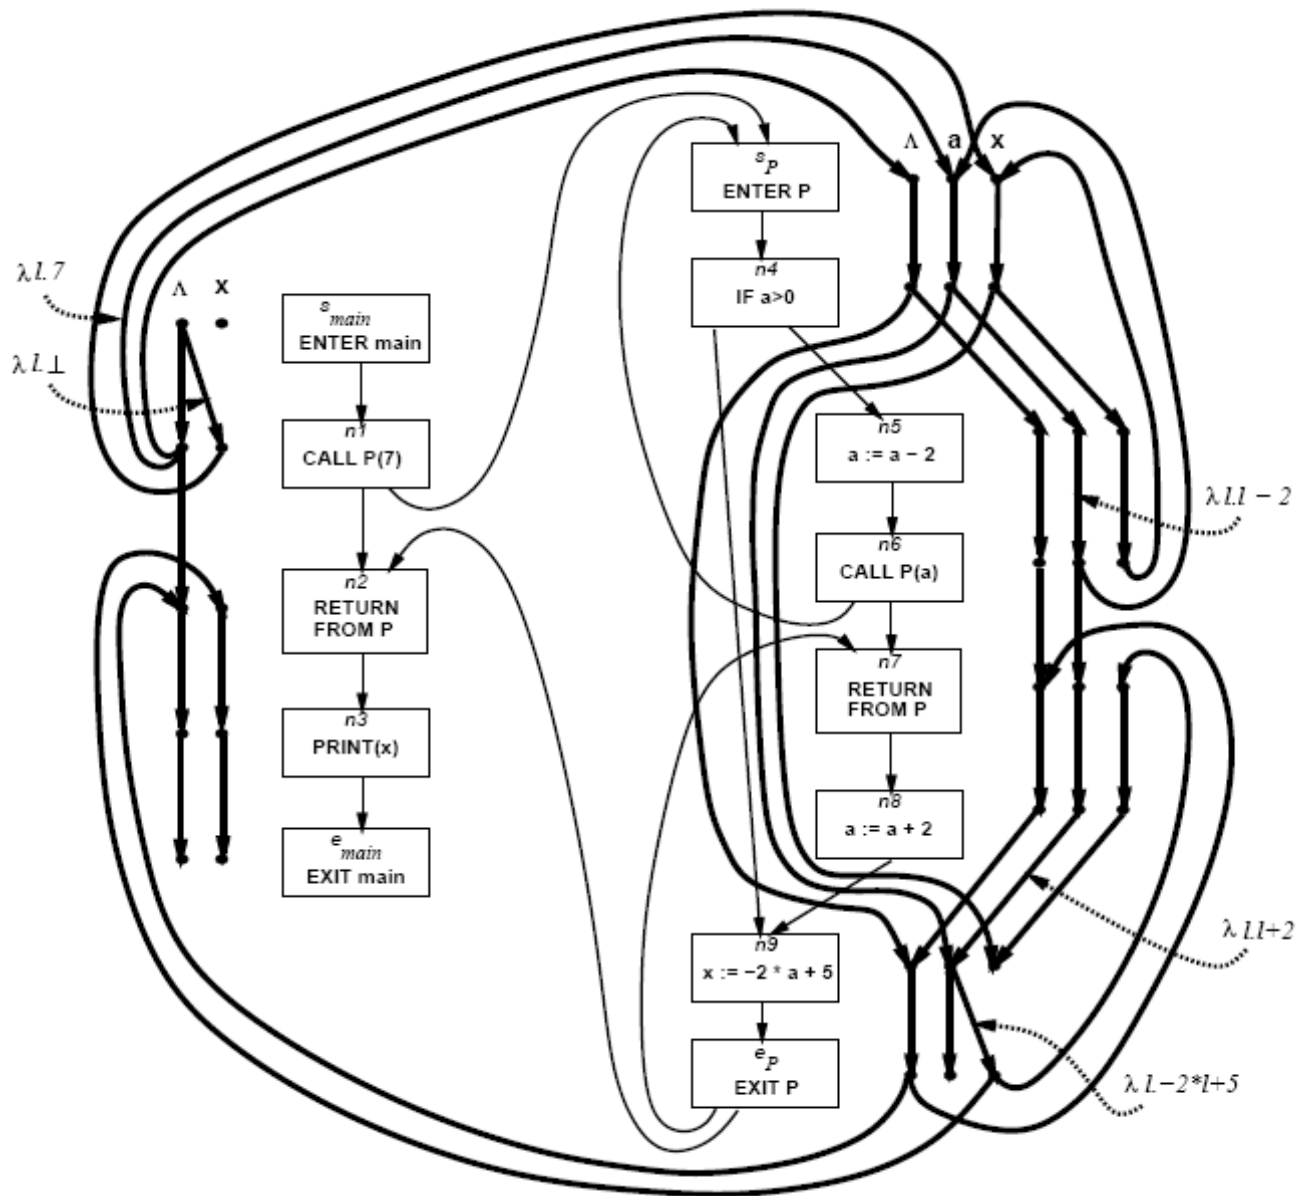 Λ a x
s_P
ENTER P
n4
IF a>0
λ l.7
Λ x
s_main
ENTER main
λ l.⊥
n1
CALL P(7)
n5
a := a − 2
λ l.l − 2
n6
CALL P(a)
n2
RETURN
FROM P
n7
RETURN
FROM P
n3
PRINT(x)
n8
a := a + 2
e_main
EXIT main
λ l.l+2
n9
x := −2 * a + 5
e_P
EXIT P
λ l.−2*l+5